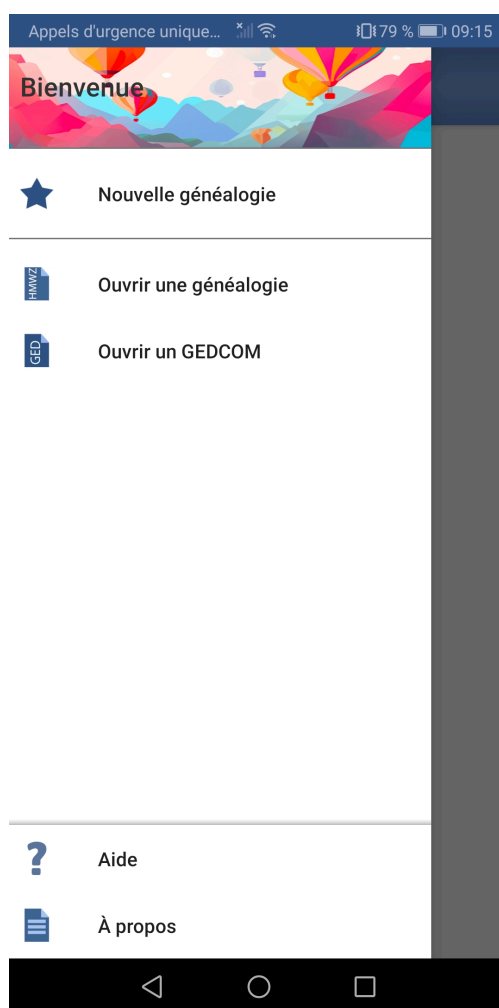 Appels d'urgence unique... 79 % 09:15
Bienvenue
Nouvelle généalogie
HMWZ
Ouvrir une généalogie
GED
Ouvrir un GEDCOM
?
Aide
À propos